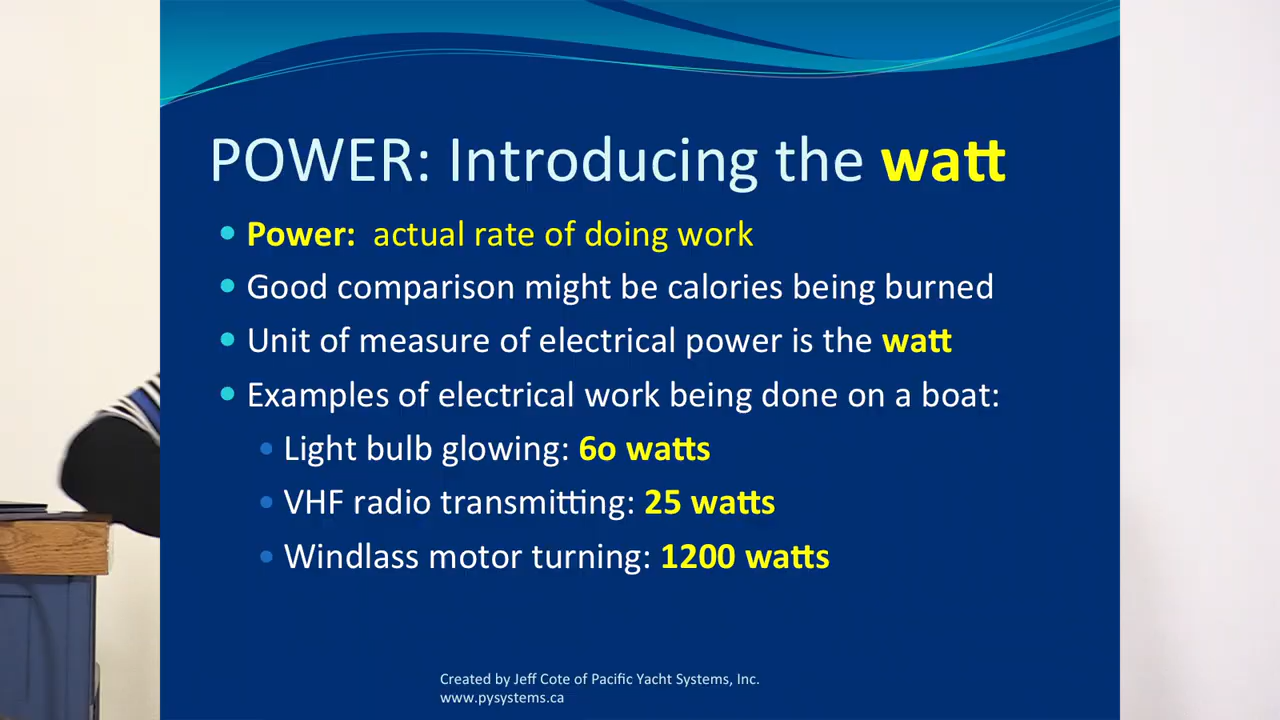 POWER: Introducing the watt
Power: actual rate of doing work
Good comparison might be calories being burned
Unit of measure of electrical power is the watt
Examples of electrical work being done on a boat:
Light bulb glowing: 6o watts
VHF radio transmitting: 25 watts
Windlass motor turning: 1200 watts
Created by Jeff Cote of Pacific Yacht Systems, Inc.
www.pysystems.ca